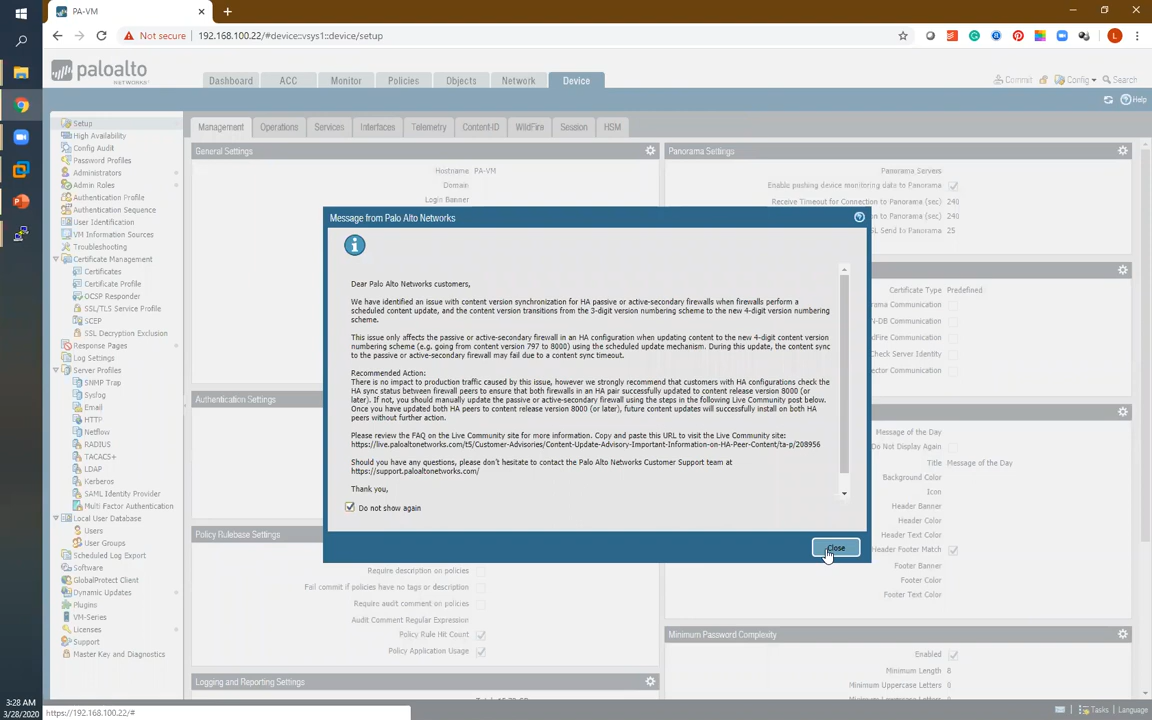 PA-VM
Not secure | 192.168.100.22/#device::vsys1::device/setup
L
paloalto
NETWORKS
Dashboard
ACC
Monitor
Policies
Objects
Network
Device
Commit
Config
Search
Help
Setup
High Availability
Config Audit
Password Profiles
Administrators
Admin Roles
Authentication Profile
Authentication Sequence
User Identification
VM Information Sources
Troubleshooting
Certificate Management
Certificates
Certificate Profile
OCSP Responder
SSL/TLS Service Profile
SCEP
SSL Decryption Exclusion
Response Pages
Log Settings
Server Profiles
SNMP Trap
Syslog
Email
HTTP
Netflow
RADIUS
TACACS+
LDAP
Kerberos
SAML Identity Provider
Multi Factor Authentication
Local User Database
Users
User Groups
Scheduled Log Export
Software
GlobalProtect Client
Dynamic Updates
Plugins
VM-Series
Licenses
Support
Master Key and Diagnostics
Management
Operations
Services
Interfaces
Telemetry
Content-ID
WildFire
Session
HSM
General Settings
Hostname PA-VM
Domain
Login Banner
Authentication Settings
Policy Rulebase Settings
Require description on policies
Fail commit if policies have no tags or description
Require audit comment on policies
Audit Comment Regular Expression
Policy Rule Hit Count
Policy Application Usage
Logging and Reporting Settings
Panorama Settings
Panorama Servers
Enable pushing device monitoring data to Panorama
Receive Timeout for Connection to Panorama (sec) 240
on to Panorama (sec) 240
SL Send to Panorama 25
Certificate Type Predefined
rama Communication
N-DB Communication
dFire Communication
Check Server Identity
ector Communication
Message of the Day
Do Not Display Again
Title Message of the Day
Background Color
Icon
Header Banner
Header Color
Header Text Color
Header Footer Match
Footer Banner
Footer Color
Footer Text Color
Minimum Password Complexity
Enabled
Minimum Length 8
Minimum Uppercase Letters 0
Message from Palo Alto Networks
Dear Palo Alto Networks customers,
We have identified an issue with content version synchronization for HA passive or active-secondary firewalls when firewalls perform a
scheduled content update, and the content version transitions from the 3-digit version numbering scheme to the new 4-digit version numbering
scheme.
This issue only affects the passive or active-secondary firewall in an HA configuration when updating content to the new 4-digit content version
numbering scheme (e.g. going from content version 797 to 8000) using the scheduled update mechanism. During this update, the content sync
to the passive or active-secondary firewall may fail due to a content sync timeout.
Recommended Action:
There is no impact to production traffic caused by this issue, however we strongly recommend that customers with HA configurations check the
HA sync status between firewall peers to ensure that both firewalls in an HA pair successfully updated to content release version 8000 (or
later). If not, you should manually update the passive or active-secondary firewall using the steps in the following Live Community post below.
Once you have updated both HA peers to content release version 8000 (or later), future content updates will successfully install on both HA
peers without further action.
Please review the FAQ on the Live Community site for more information. Copy and paste this URL to visit the Live Community site:
https://live.paloaltonetworks.com/t5/Customer-Advisories/Content-Update-Advisory-Important-Information-on-HA-Peer-Content/ta-p/208956
Should you have any questions, please don't hesitate to contact the Palo Alto Networks Customer Support team at
https://support.paloaltonetworks.com/
Thank you,
Do not show again
Close
3:28 AM
3/28/2020
https://192.168.100.22/#
Tasks
Language